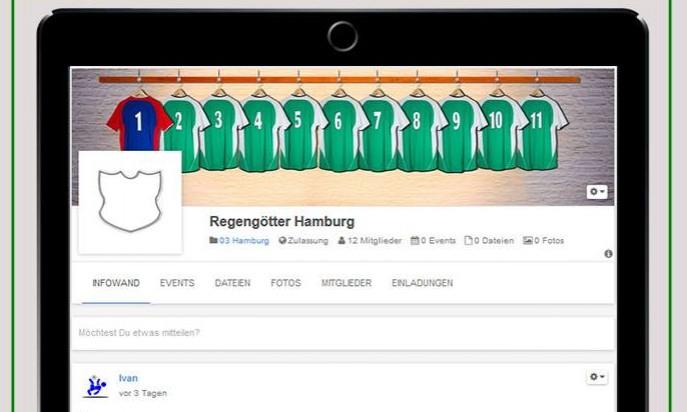 1 2 3 4 5 6 7 8 9 10 11
Regengötter Hamburg
03 Hamburg Zulassung 12 Mitglieder 0 Events 0 Dateien 0 Fotos
INFOWAND EVENTS DATEIEN FOTOS MITGLIEDER EINLADUNGEN
Möchtest Du etwas mitteilen?
Ivan
vor 3 Tagen